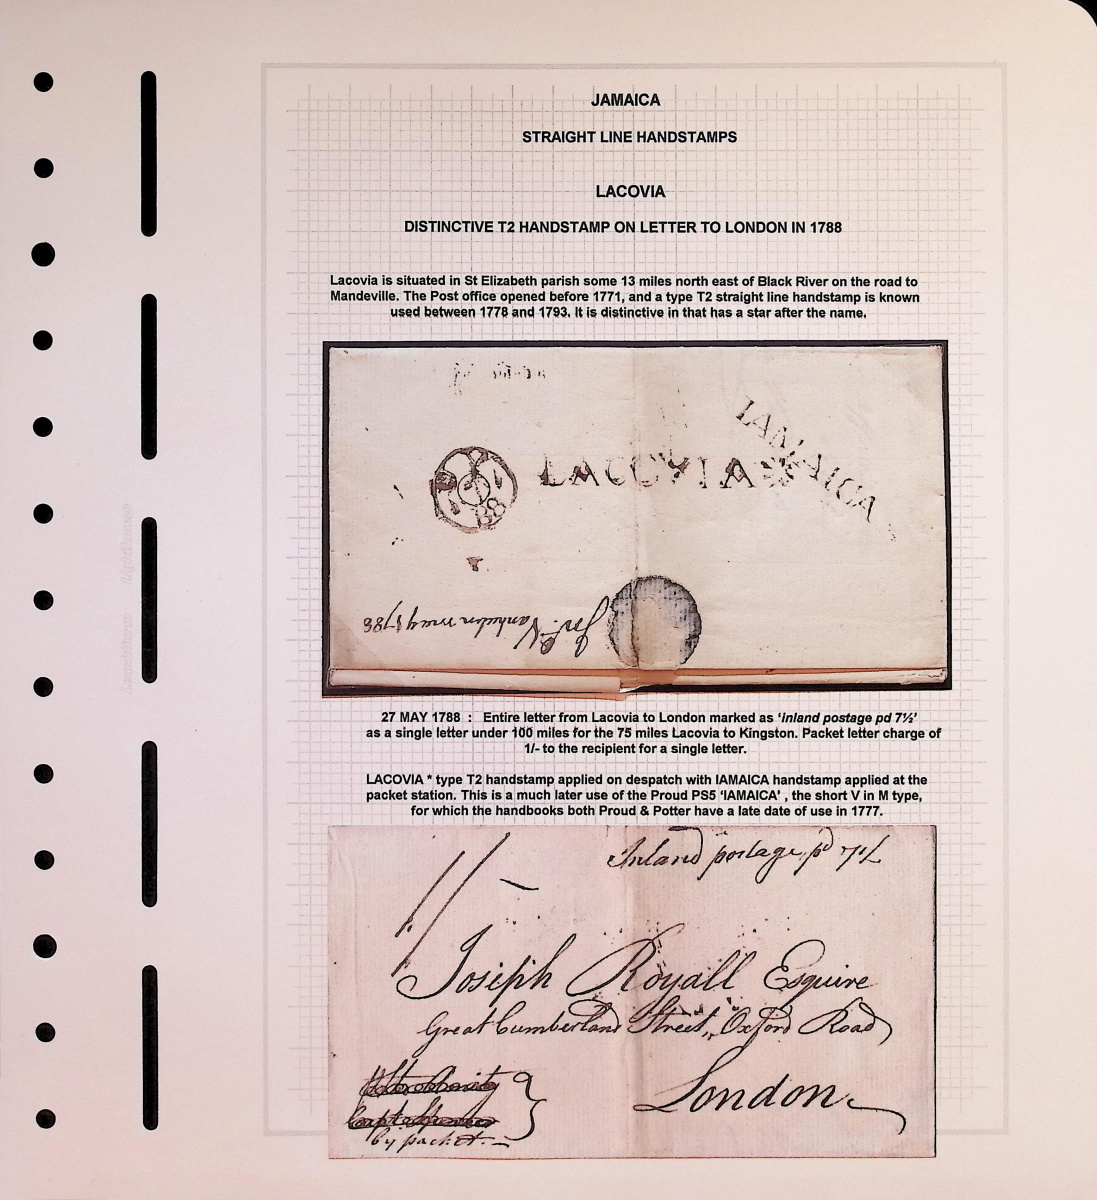 JAMAICA
STRAIGHT LINE HANDSTAMPS
LACOVIA
DISTINCTIVE T2 HANDSTAMP ON LETTER TO LONDON IN 1788
Lacovia is situated in St Elizabeth parish some 13 miles north east of Black River on the road to
Mandeville. The Post office opened before 1771, and a type T2 straight line handstamp is known
used between 1778 and 1793. It is distinctive in that has a star after the name.
IAMAICA
LACOVIA *
88
1786
27 MAY 1788 : Entire letter from Lacovia to London marked as 'inland postage pd 7½'
as a single letter under 100 miles for the 75 miles Lacovia to Kingston. Packet letter charge of
1/- to the recipient for a single letter.
LACOVIA * type T2 handstamp applied on despatch with IAMAICA handstamp applied at the
packet station. This is a much later use of the Proud PS5 'IAMAICA' , the short V in M type,
for which the handbooks both Proud & Potter have a late date of use in 1777.
Inland postage pd 7½
1/-
Joseph Royall Esquire
Great Cumberland Street, Oxford Road
London
By packet